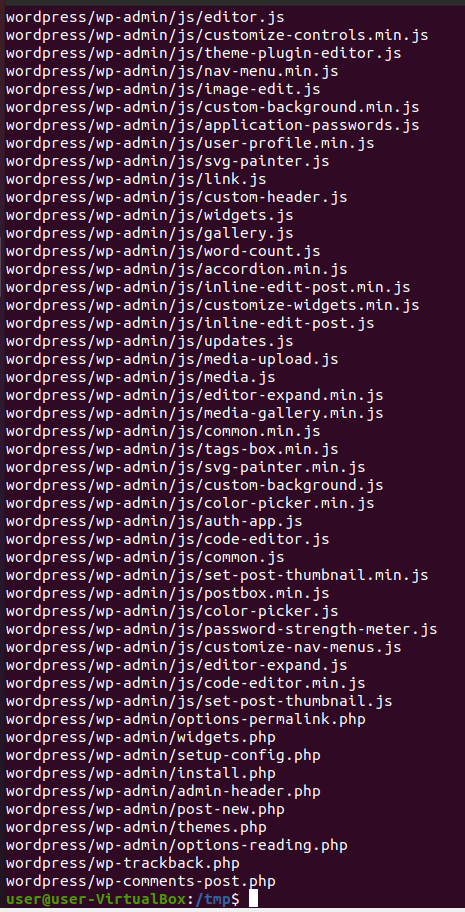 wordpress/wp-admin/js/editor.js
wordpress/wp-admin/js/customize-controls.min.js
wordpress/wp-admin/js/theme-plugin-editor.js
wordpress/wp-admin/js/nav-menu.min.js
wordpress/wp-admin/js/image-edit.js
wordpress/wp-admin/js/custom-background.min.js
wordpress/wp-admin/js/application-passwords.js
wordpress/wp-admin/js/user-profile.min.js
wordpress/wp-admin/js/svg-painter.js
wordpress/wp-admin/js/link.js
wordpress/wp-admin/js/custom-header.js
wordpress/wp-admin/js/widgets.js
wordpress/wp-admin/js/gallery.js
wordpress/wp-admin/js/word-count.js
wordpress/wp-admin/js/accordion.min.js
wordpress/wp-admin/js/inline-edit-post.min.js
wordpress/wp-admin/js/customize-widgets.min.js
wordpress/wp-admin/js/inline-edit-post.js
wordpress/wp-admin/js/updates.js
wordpress/wp-admin/js/media-upload.js
wordpress/wp-admin/js/media.js
wordpress/wp-admin/js/editor-expand.min.js
wordpress/wp-admin/js/media-gallery.min.js
wordpress/wp-admin/js/common.min.js
wordpress/wp-admin/js/tags-box.min.js
wordpress/wp-admin/js/svg-painter.min.js
wordpress/wp-admin/js/custom-background.js
wordpress/wp-admin/js/color-picker.min.js
wordpress/wp-admin/js/auth-app.js
wordpress/wp-admin/js/code-editor.js
wordpress/wp-admin/js/common.js
wordpress/wp-admin/js/set-post-thumbnail.min.js
wordpress/wp-admin/js/postbox.min.js
wordpress/wp-admin/js/color-picker.js
wordpress/wp-admin/js/password-strength-meter.js
wordpress/wp-admin/js/customize-nav-menus.js
wordpress/wp-admin/js/editor-expand.js
wordpress/wp-admin/js/code-editor.min.js
wordpress/wp-admin/js/set-post-thumbnail.js
wordpress/wp-admin/options-permalink.php
wordpress/wp-admin/widgets.php
wordpress/wp-admin/setup-config.php
wordpress/wp-admin/install.php
wordpress/wp-admin/admin-header.php
wordpress/wp-admin/post-new.php
wordpress/wp-admin/themes.php
wordpress/wp-admin/options-reading.php
wordpress/wp-trackback.php
wordpress/wp-comments-post.php
user@user-VirtualBox:/tmp$